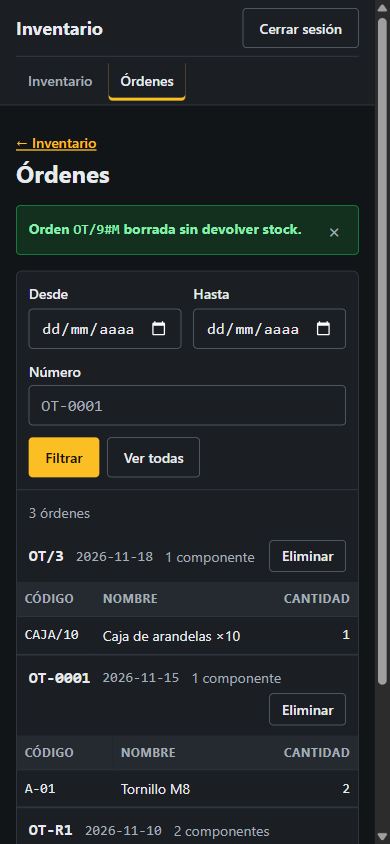 Inventario
Cerrar sesión
Inventario
Órdenes
← Inventario
Órdenes
Orden OT/9#M borrada sin devolver stock.
×
Desde
Hasta
dd/mm/aaaa
dd/mm/aaaa
Número
OT-0001
Filtrar
Ver todas
3 órdenes
OT/3 2026-11-18 1 componente
Eliminar
CÓDIGO NOMBRE CANTIDAD
CAJA/10 Caja de arandelas ×10 1
OT-0001 2026-11-15 1 componente
Eliminar
CÓDIGO NOMBRE CANTIDAD
A-01 Tornillo M8 2
OT-R1 2026-11-10 2 componentes